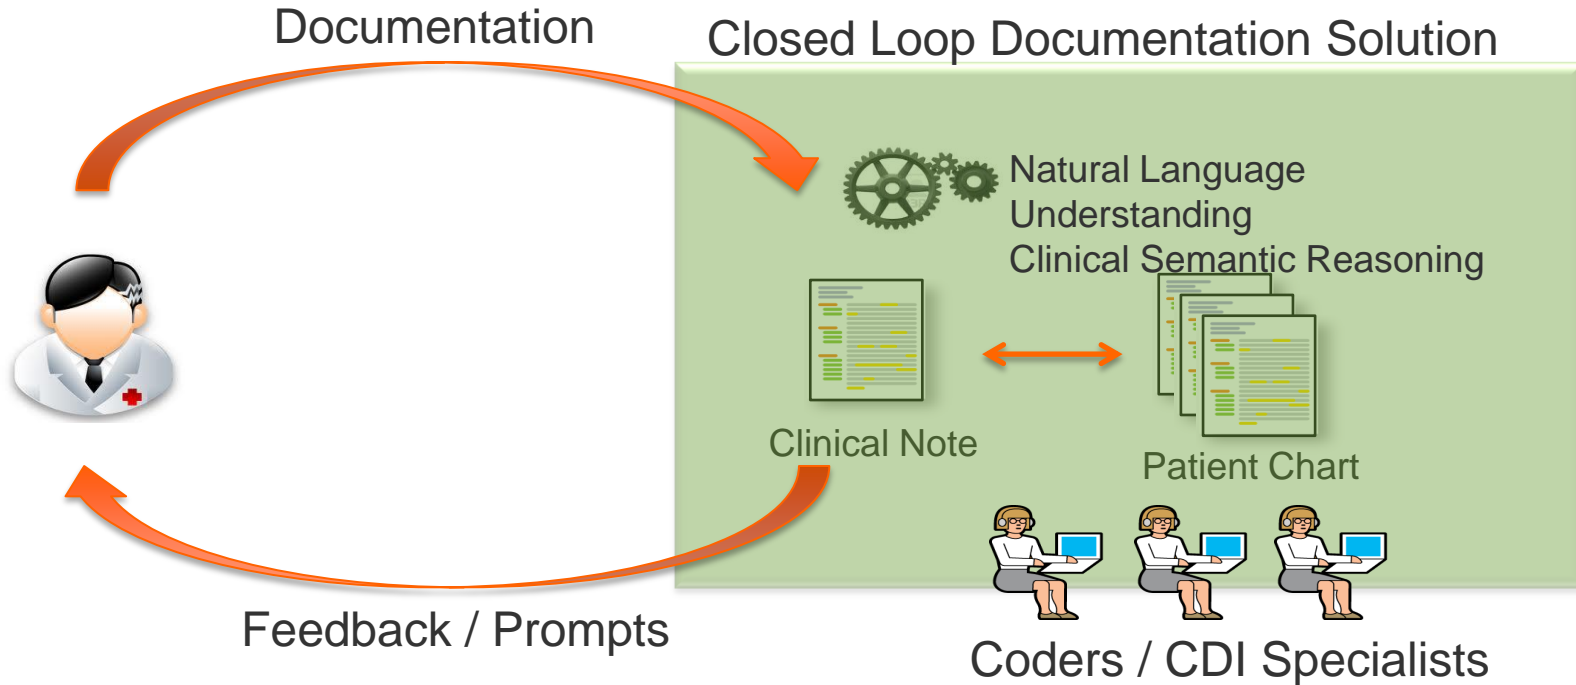 Documentation
Closed Loop Documentation Solution
Natural Language
Understanding
Clinical Semantic Reasoning
Clinical Note
Patient Chart
Feedback / Prompts
Coders / CDI Specialists